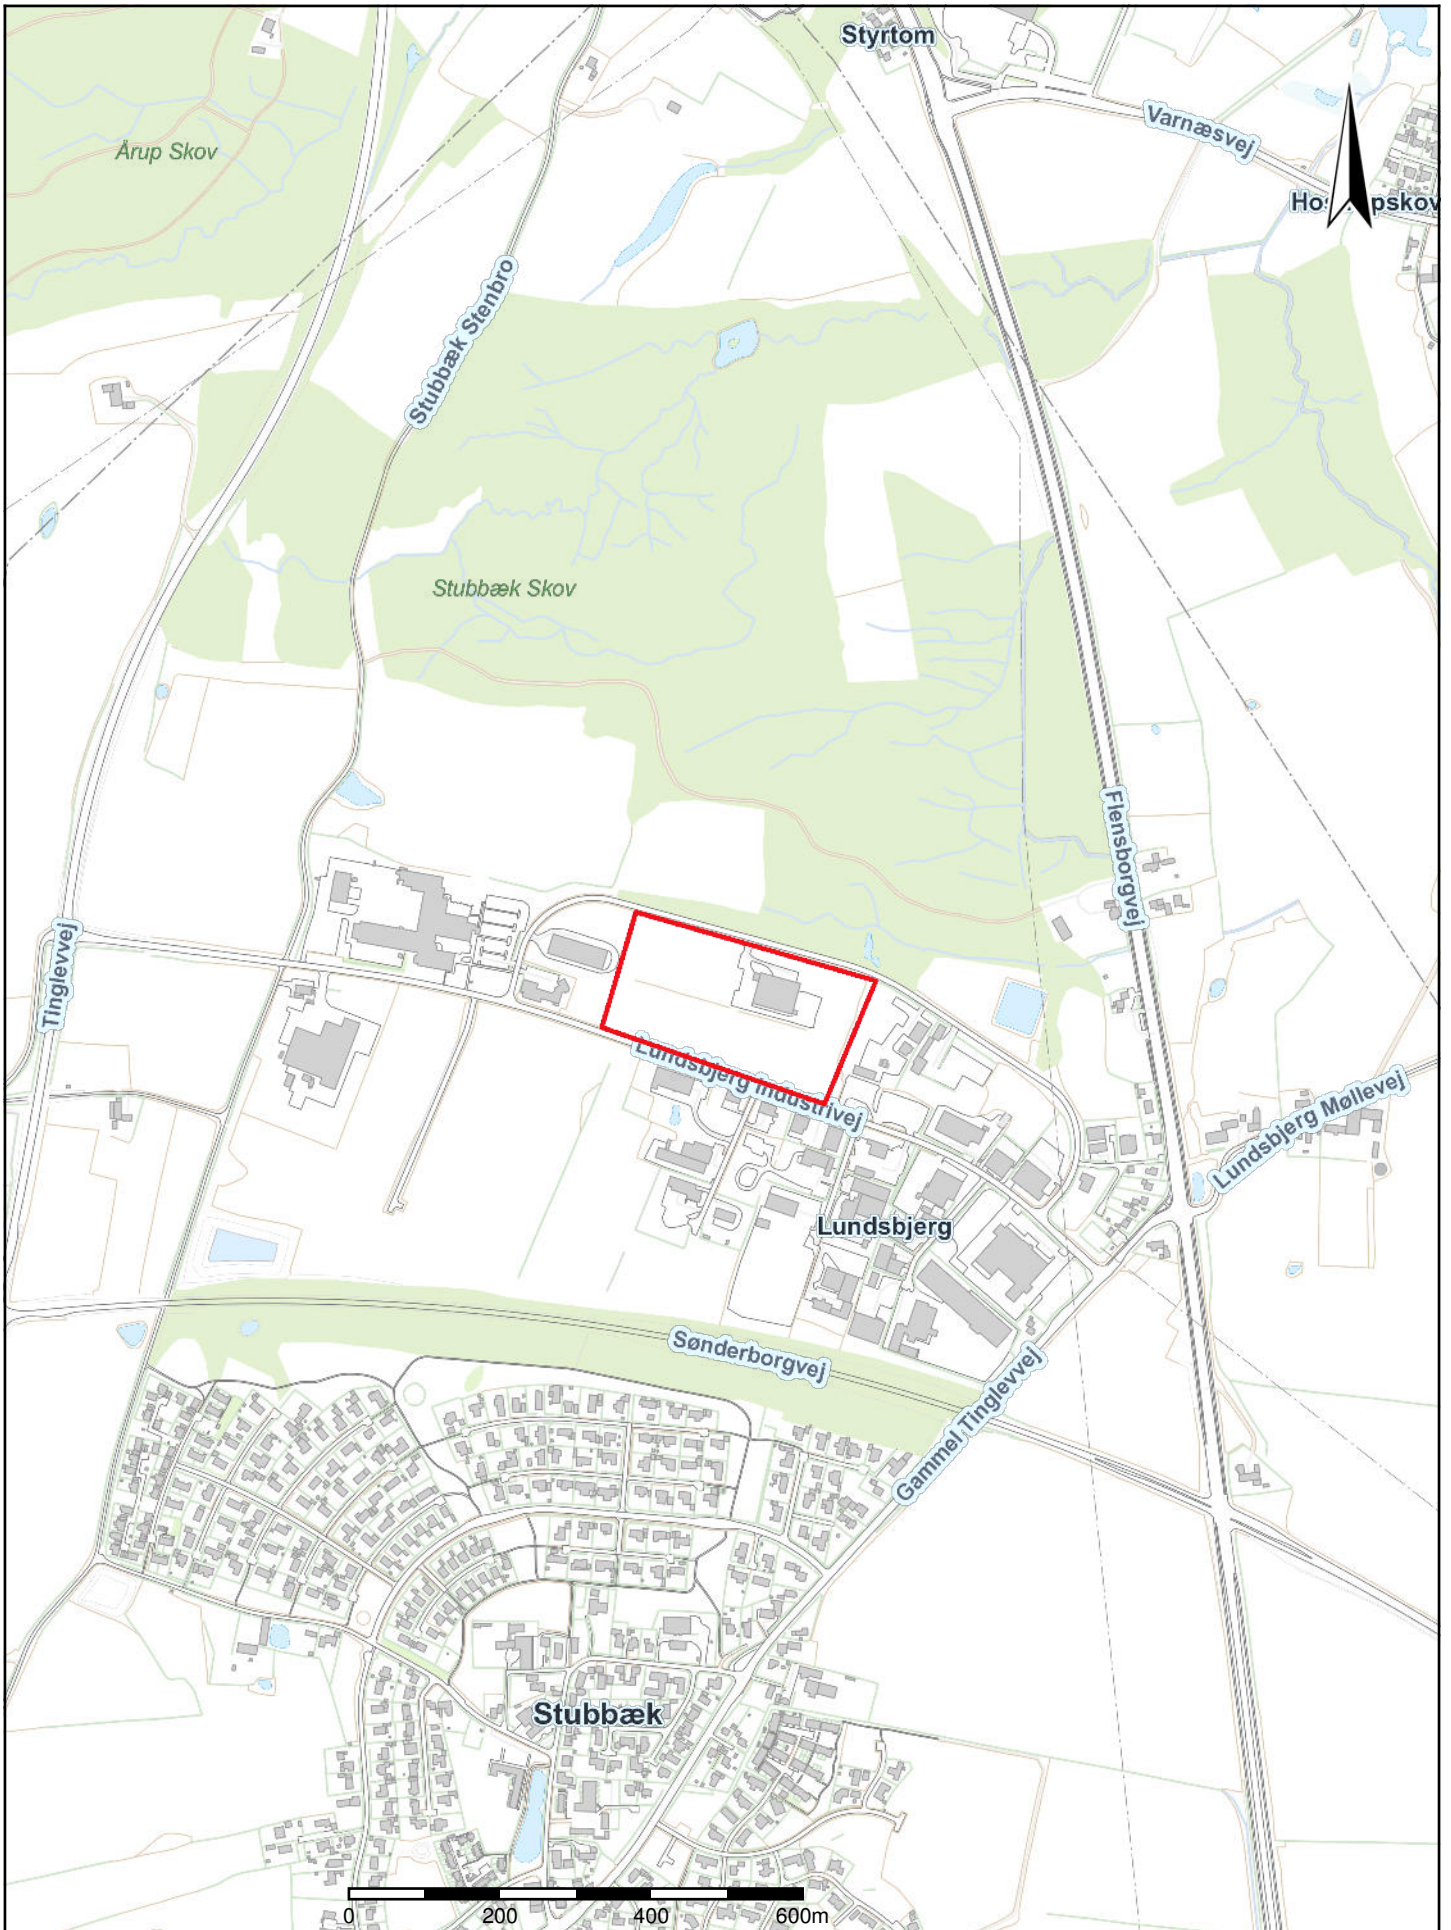 Styrtom
Varnæsvej
Årup Skov
Stubbæk Stenbro
Stubbæk Skov
Flensborgvej
Tinglevvej
Lundsbjerg Industrivej
Lundsbjerg Møllevej
Lundsbjerg
Sønderborgvej
Gammel Tinglevvej
Stubbæk
0 200 400 600m